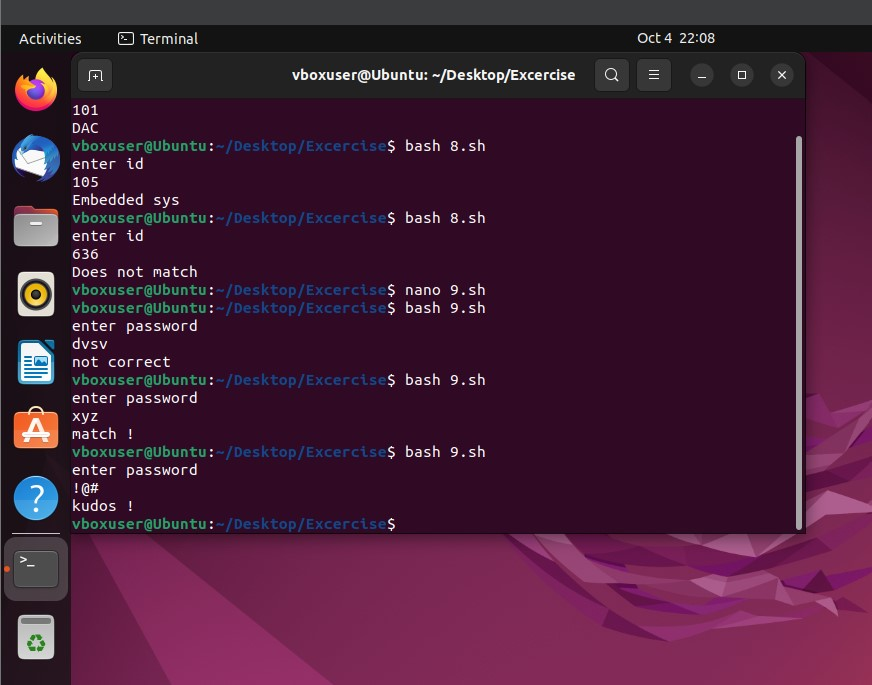 Activities
Terminal
Oct 4 22:08
vboxuser@Ubuntu: ~/Desktop/Excercise
101
DAC
vboxuser@Ubuntu:~/Desktop/Excercise$ bash 8.sh
enter id
105
Embedded sys
vboxuser@Ubuntu:~/Desktop/Excercise$ bash 8.sh
enter id
636
Does not match
vboxuser@Ubuntu:~/Desktop/Excercise$ nano 9.sh
vboxuser@Ubuntu:~/Desktop/Excercise$ bash 9.sh
enter password
dvsv
not correct
vboxuser@Ubuntu:~/Desktop/Excercise$ bash 9.sh
enter password
xyz
match !
vboxuser@Ubuntu:~/Desktop/Excercise$ bash 9.sh
enter password
!@#
kudos !
vboxuser@Ubuntu:~/Desktop/Excercise$